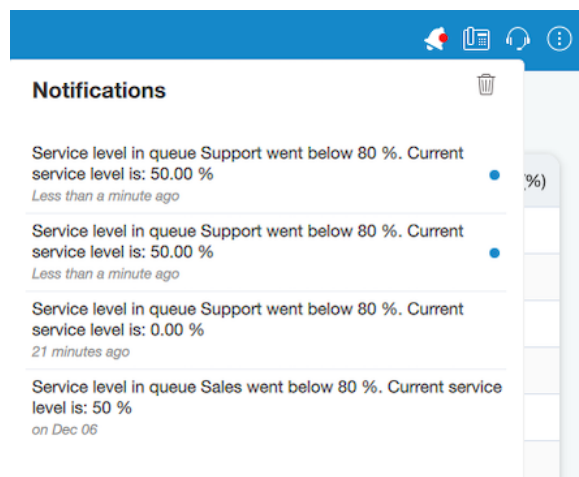 Notifications
Service level in queue Support went below 80 %. Current
service level is: 50.00 %
Less than a minute ago
(%)
Service level in queue Support went below 80 %. Current
service level is: 50.00 %
Less than a minute ago
Service level in queue Support went below 80 %. Current
service level is: 0.00 %
21 minutes ago
Service level in queue Sales went below 80 %. Current service
level is: 50 %
on Dec 06